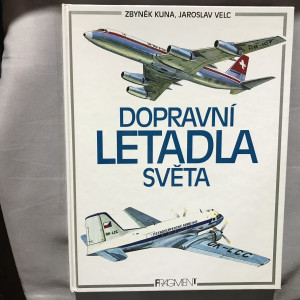 ZBYNĚK KUNA, JAROSLAV VELC
DOPRAVNÍ
LETADLA
SVĚTA
FRAGMENT